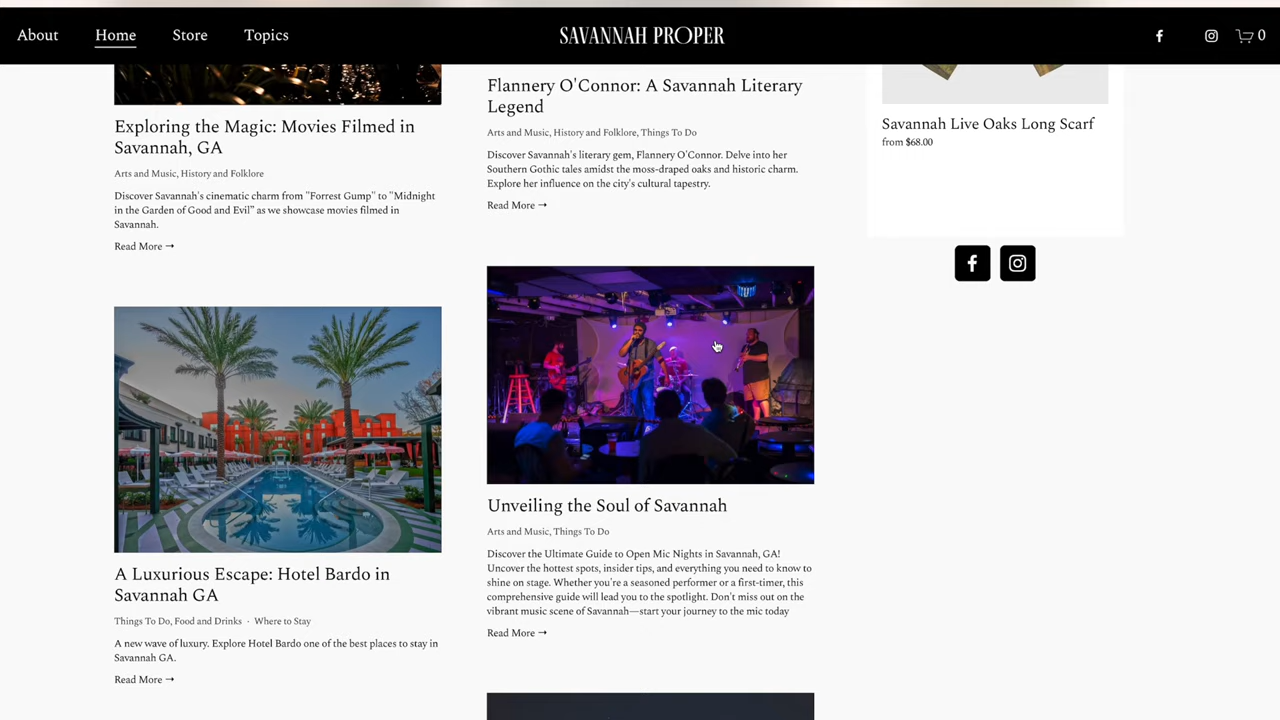 About
Home
Store
Topics
SAVANNAH PROPER
0
Exploring the Magic: Movies Filmed in
Savannah, GA
Arts and Music, History and Folklore
Discover Savannah's cinematic charm from "Forrest Gump" to "Midnight
in the Garden of Good and Evil" as we showcase movies filmed in
Savannah.
Read More →
A Luxurious Escape: Hotel Bardo in
Savannah GA
Things To Do, Food and Drinks · Where to Stay
A new wave of luxury. Explore Hotel Bardo one of the best places to stay in
Savannah GA.
Read More →
Flannery O'Connor: A Savannah Literary
Legend
Arts and Music, History and Folklore, Things To Do
Discover Savannah's literary gem, Flannery O'Connor. Delve into her
Southern Gothic tales amidst the moss-draped oaks and historic charm.
Explore her influence on the city's cultural tapestry.
Read More →
Unveiling the Soul of Savannah
Arts and Music, Things To Do
Discover the Ultimate Guide to Open Mic Nights in Savannah, GA!
Uncover the hottest spots, insider tips, and everything you need to know to
shine on stage. Whether you're a seasoned performer or a first-timer, this
comprehensive guide will lead you to the spotlight. Don't miss out on the
vibrant music scene of Savannah—start your journey to the mic today
Read More →
Savannah Live Oaks Long Scarf
from $68.00